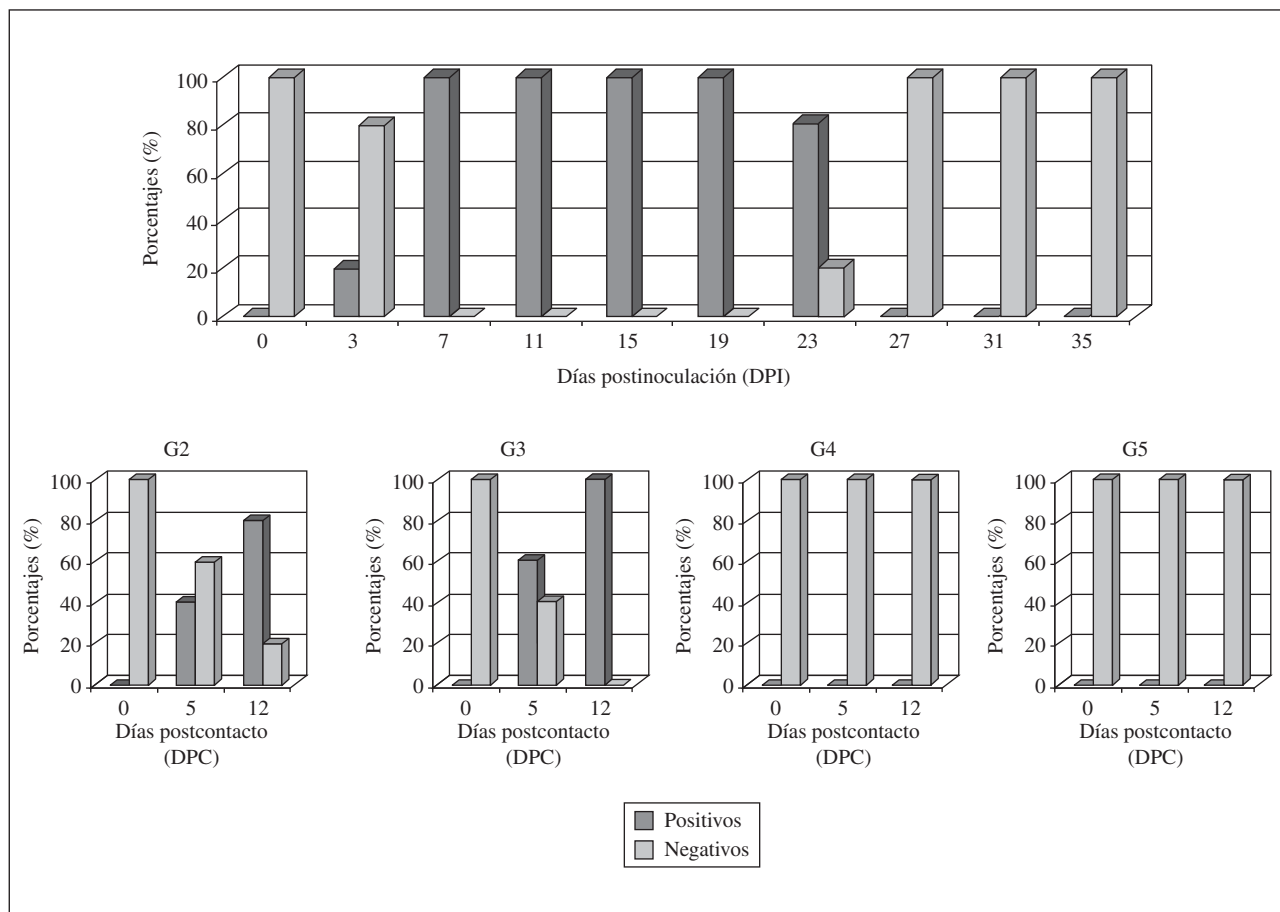 Porcentajes (%)
100
80
60
40
20
0
0 3 7 11 15 19 23 27 31 35
Días postinoculación (DPI)
G2
Porcentajes (%)
100
80
60
40
20
0
0 5 12
Días postcontacto
(DPC)
G3
Porcentajes (%)
100
80
60
40
20
0
0 5 12
Días postcontacto
(DPC)
G4
Porcentajes (%)
100
80
60
40
20
0
0 5 12
Días postcontacto
(DPC)
G5
Porcentajes (%)
100
80
60
40
20
0
0 5 12
Días postcontacto
(DPC)
Positivos
Negativos